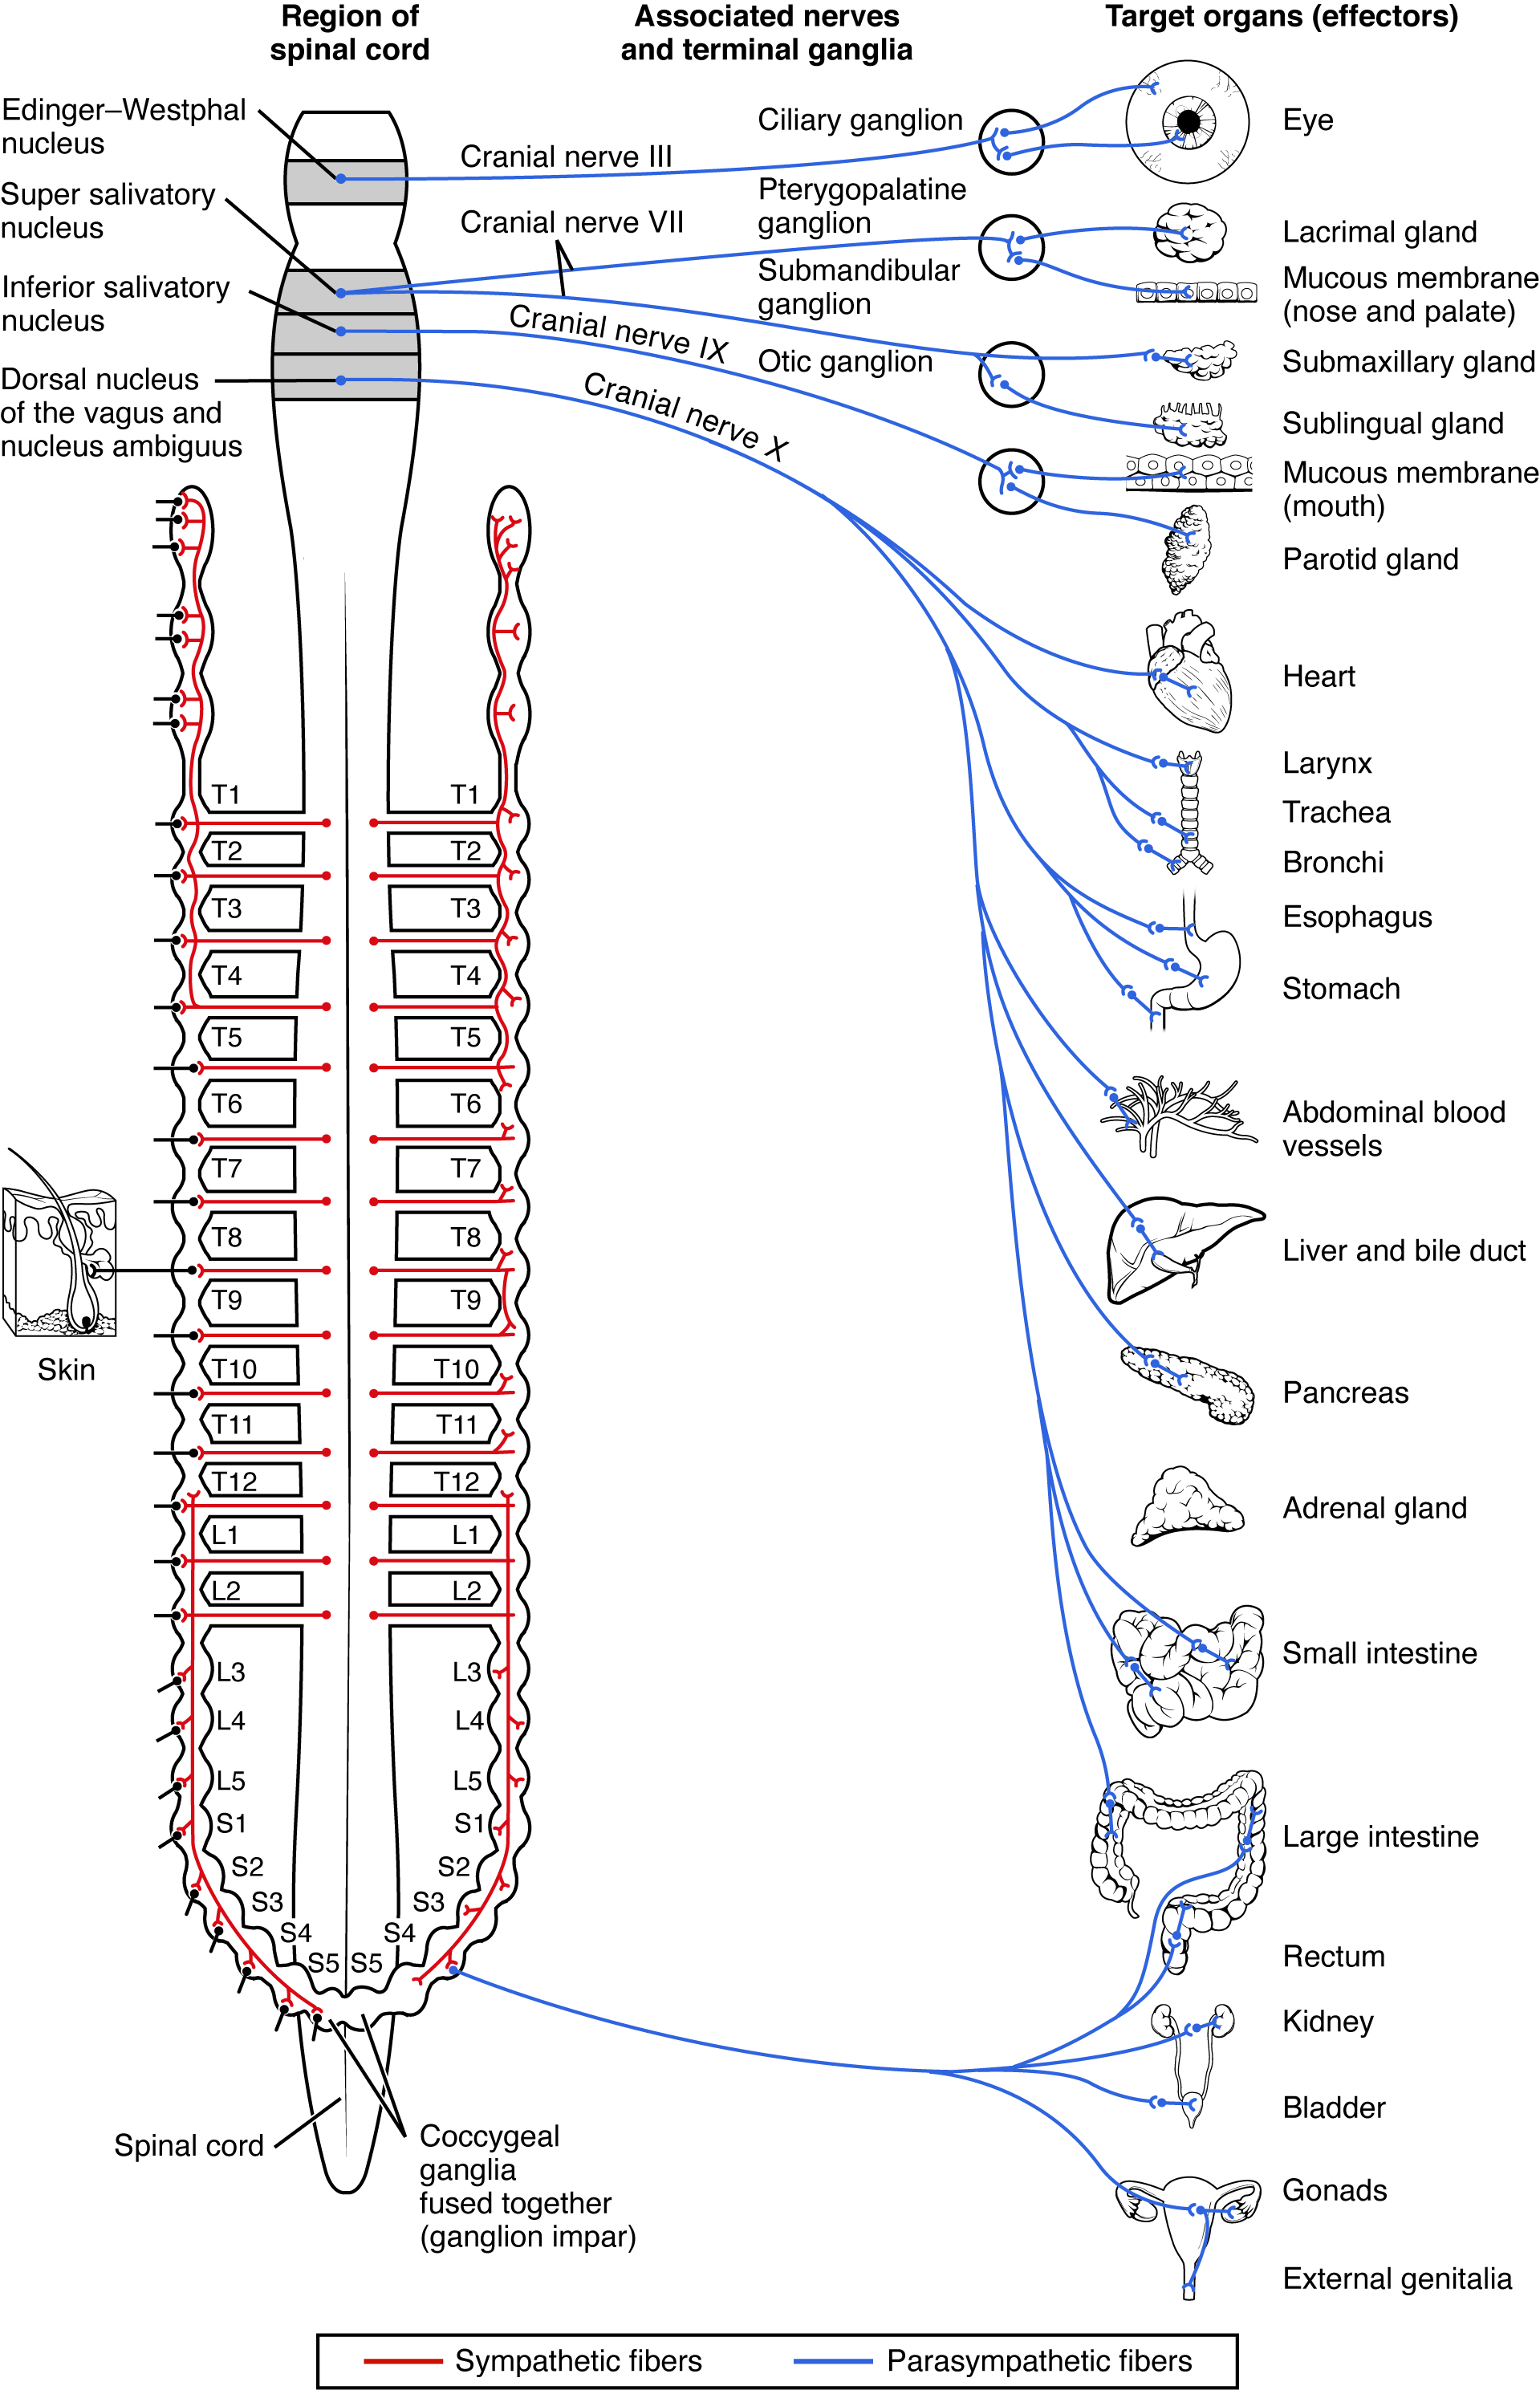 Region of
spinal cord
Associated nerves
and terminal ganglia
Target organs (effectors)
Edinger–Westphal
nucleus
Super salivatory
nucleus
Inferior salivatory
nucleus
Dorsal nucleus
of the vagus and
nucleus ambiguus
Cranial nerve III
Cranial nerve VII
Cranial nerve IX
Cranial nerve X
Ciliary ganglion
Pterygopalatine
ganglion
Submandibular
ganglion
Otic ganglion
Eye
Lacrimal gland
Mucous membrane
(nose and palate)
Submaxillary gland
Sublingual gland
Mucous membrane
(mouth)
Parotid gland
Heart
Larynx
Trachea
Bronchi
Esophagus
Stomach
Abdominal blood
vessels
Liver and bile duct
Pancreas
Adrenal gland
Small intestine
Large intestine
Rectum
Kidney
Bladder
Gonads
External genitalia
T1 T1
T2 T2
T3 T3
T4 T4
T5 T5
T6 T6
T7 T7
T8 T8
T9 T9
T10 T10
T11 T11
T12 T12
L1 L1
L2 L2
L3 L3
L4 L4
L5 L5
S1 S1
S2 S2
S3 S3
S4 S4
S5 S5
Skin
Spinal cord
Coccygeal
ganglia
fused together
(ganglion impar)
Sympathetic fibers
Parasympathetic fibers